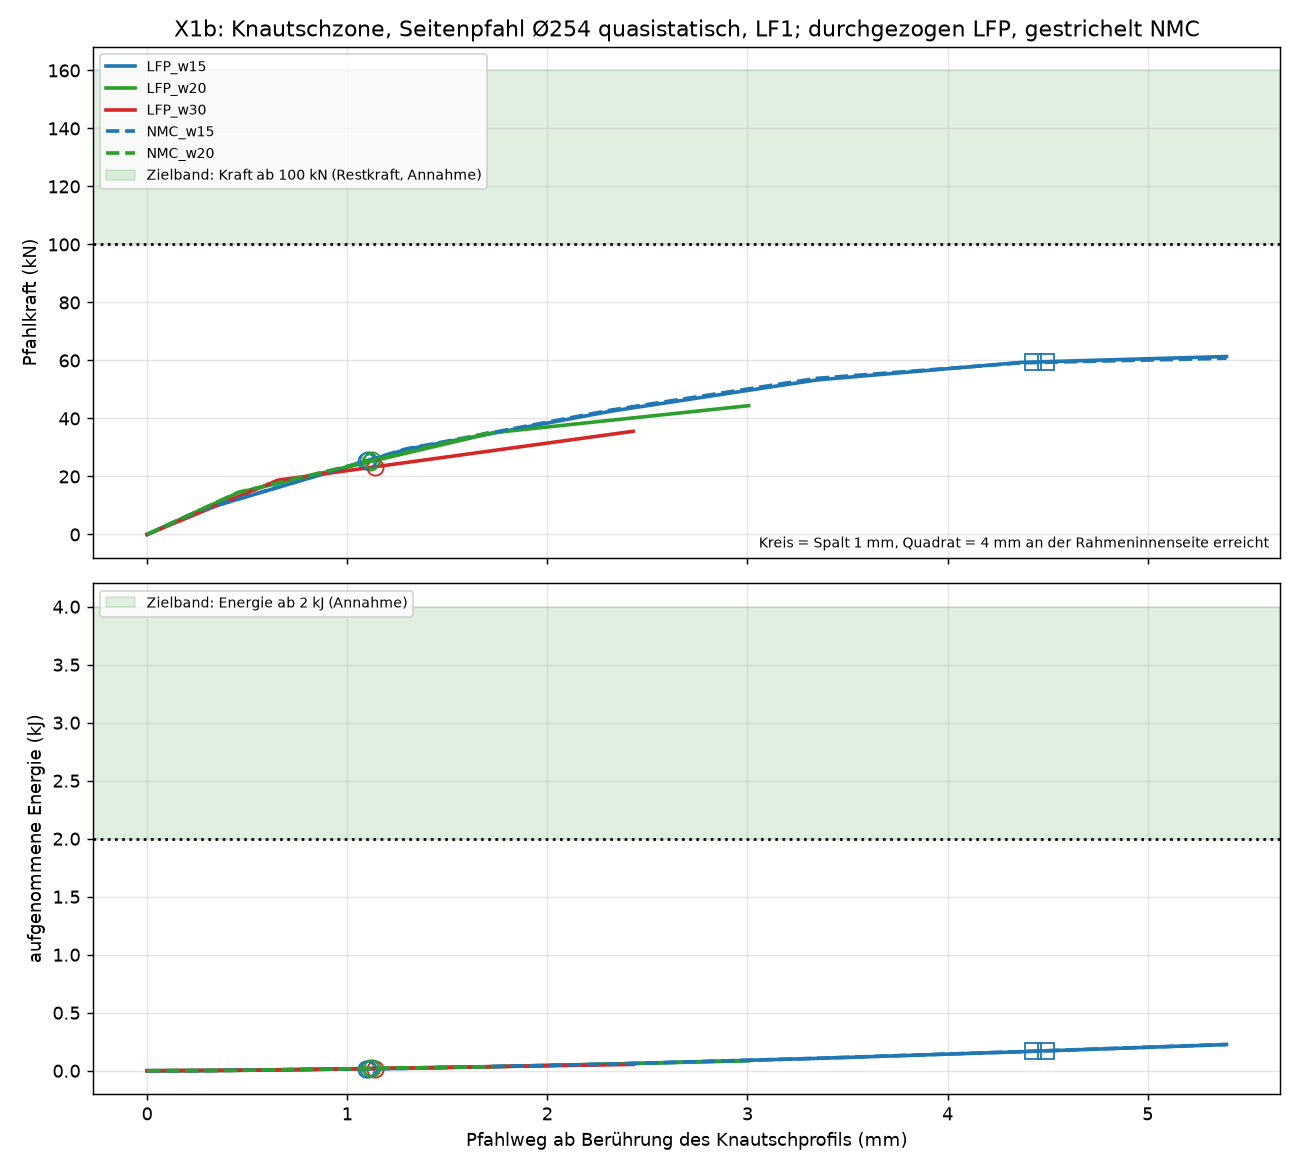 X1b: Knautschzone, Seitenpfahl Ø254 quasistatisch, LF1; durchgezogen LFP, gestrichelt NMC
LFP_w15
LFP_w20
LFP_w30
NMC_w15
NMC_w20
Zielband: Kraft ab 100 kN (Restkraft, Annahme)
160
140
120
100
80
60
40
20
0
Pfahlkraft (kN)
Kreis = Spalt 1 mm, Quadrat = 4 mm an der Rahmeninnenseite erreicht
Zielband: Energie ab 2 kJ (Annahme)
4.0
3.5
3.0
2.5
2.0
1.5
1.0
0.5
0.0
aufgenommene Energie (kJ)
0 1 2 3 4 5
Pfahlweg ab Berührung des Knautschprofils (mm)